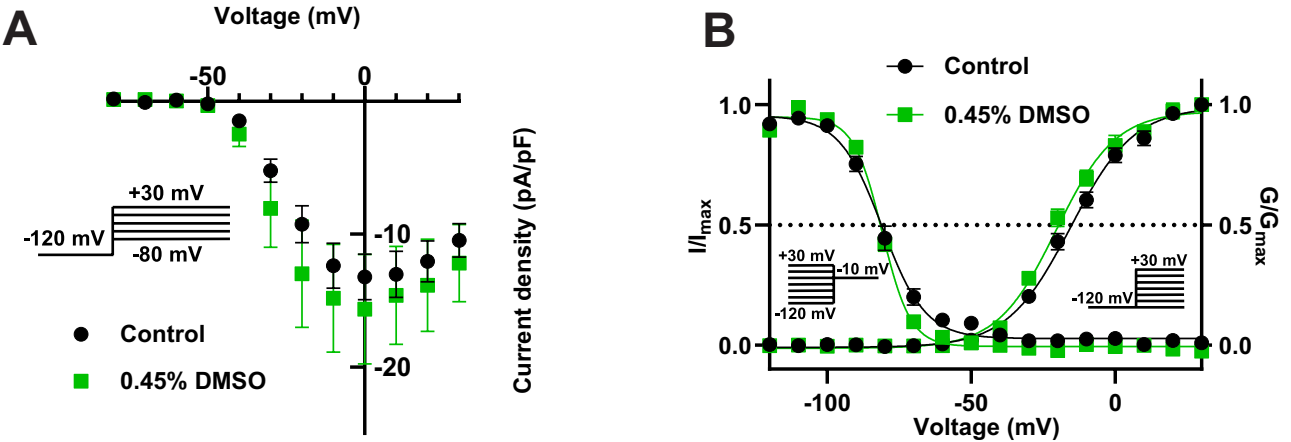 A
Voltage (mV)
-50
0
-10
-20
Current density (pA/pF)
+30 mV
-120 mV
-80 mV
Control
0.45% DMSO
B
Control
0.45% DMSO
1.0
0.5
0.0
I/Imax
1.0
0.5
0.0
G/Gmax
+30 mV
-10 mV
-120 mV
+30 mV
-120 mV
-100
-50
0
Voltage (mV)